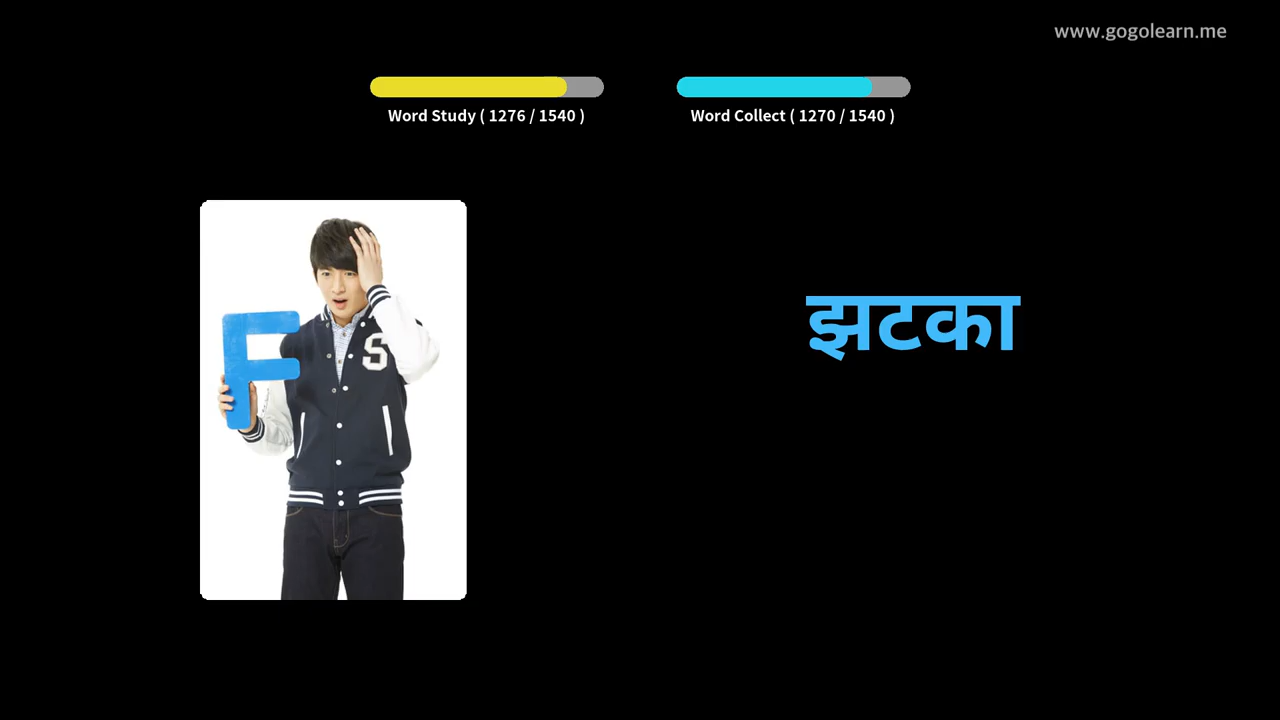 www.gogolearn.me
Word Study ( 1276 / 1540 )
Word Collect ( 1270 / 1540 )
F
S
झटका